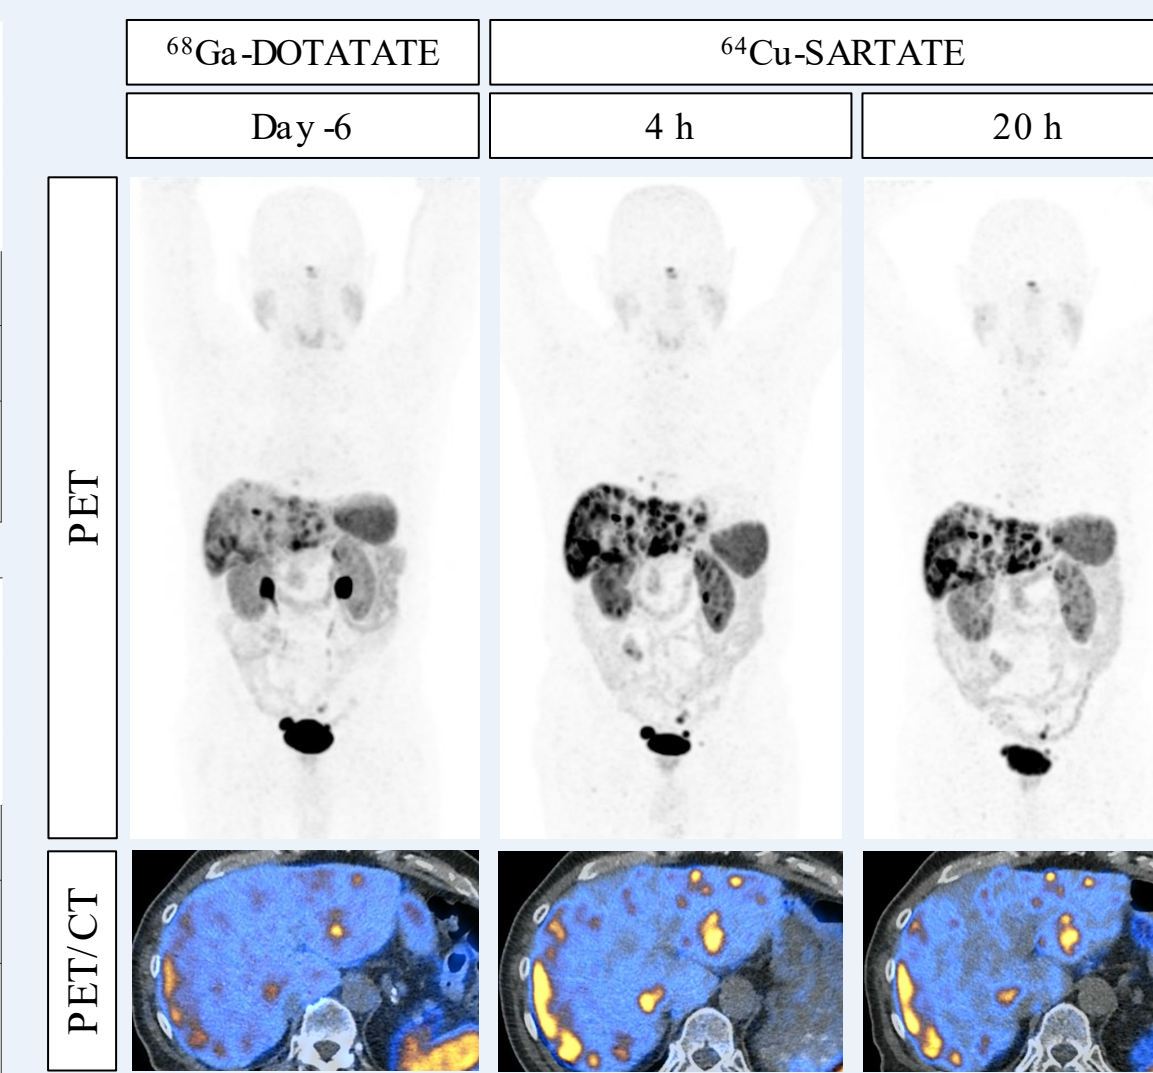 ⁶⁸Ga-DOTATATE
⁶⁴Cu-SARTATE
Day -6
4 h
20 h
PET
PET/CT